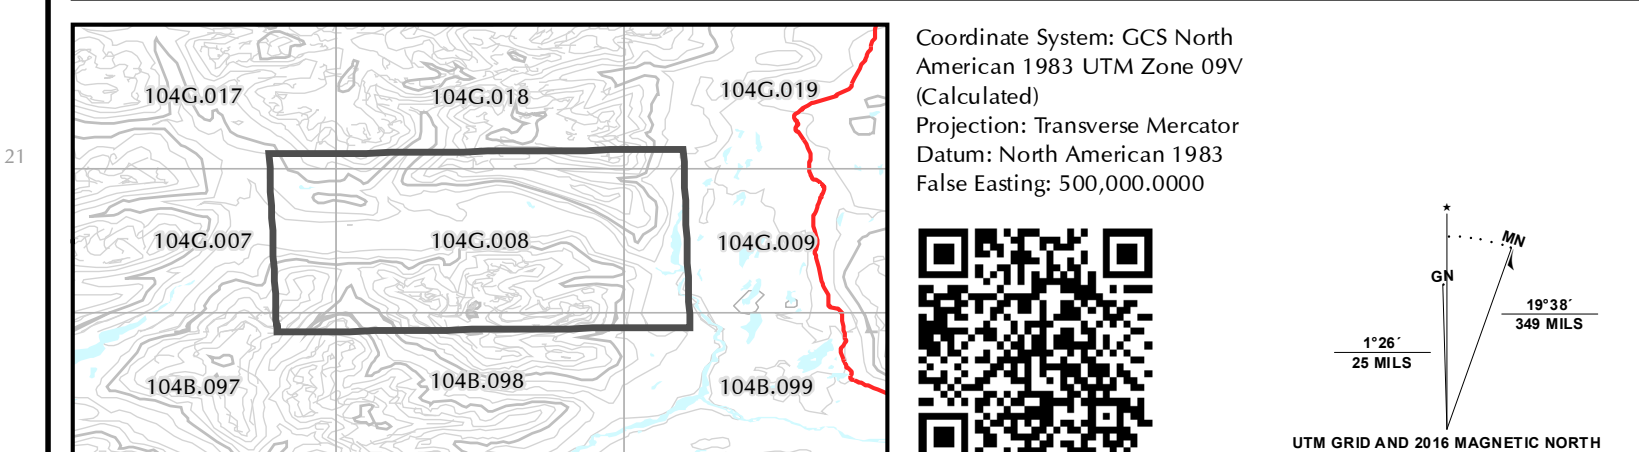 21
104G.017
104G.018
104G.019
104G.007
104G.008
104G.009
104B.097
104B.098
104B.099
Coordinate System: GCS North
American 1983 UTM Zone 09V
(Calculated)
Projection: Transverse Mercator
Datum: North American 1983
False Easting: 500,000.0000
MN
GN
19°38´
349 MILS
1°26´
25 MILS
UTM GRID AND 2016 MAGNETIC NORTH